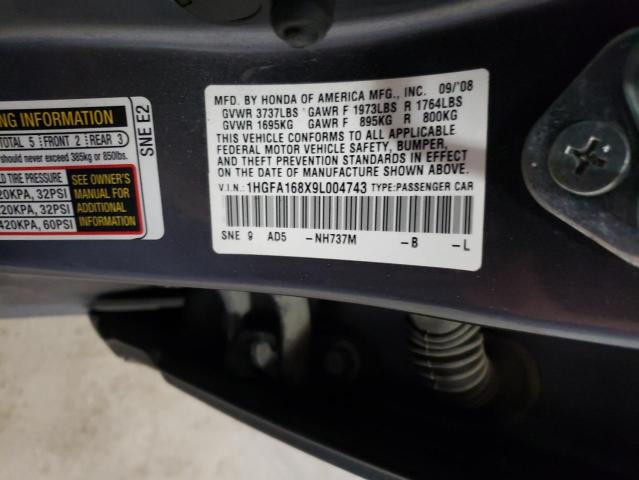 MFD. BY HONDA OF AMERICA MFG., INC. 09/'08
GVWR 3737LBS GAWR F 1973LBS R 1764LBS
GVWR 1695KG GAWR F 895KG R 800KG
THIS VEHICLE CONFORMS TO ALL APPLICABLE
FEDERAL MOTOR VEHICLE SAFETY, BUMPER,
AND THEFT PREVENTION STANDARDS IN EFFECT
ON THE DATE OF MANUFACTURE SHOWN ABOVE.
V.I.N.: 1HGFA168X9L004743 TYPE:PASSENGER CAR
SNE 9 AD5 -NH737M -B -L
ING INFORMATION
TOTAL 5 FRONT 2 REAR 3
should never exceed 385kg or 850lbs.
LD TIRE PRESSURE
20KPA, 32PSI
20KPA, 32PSI
420KPA, 60PSI
SEE OWNER'S
MANUAL FOR
ADDITIONAL
INFORMATION
SNE E2